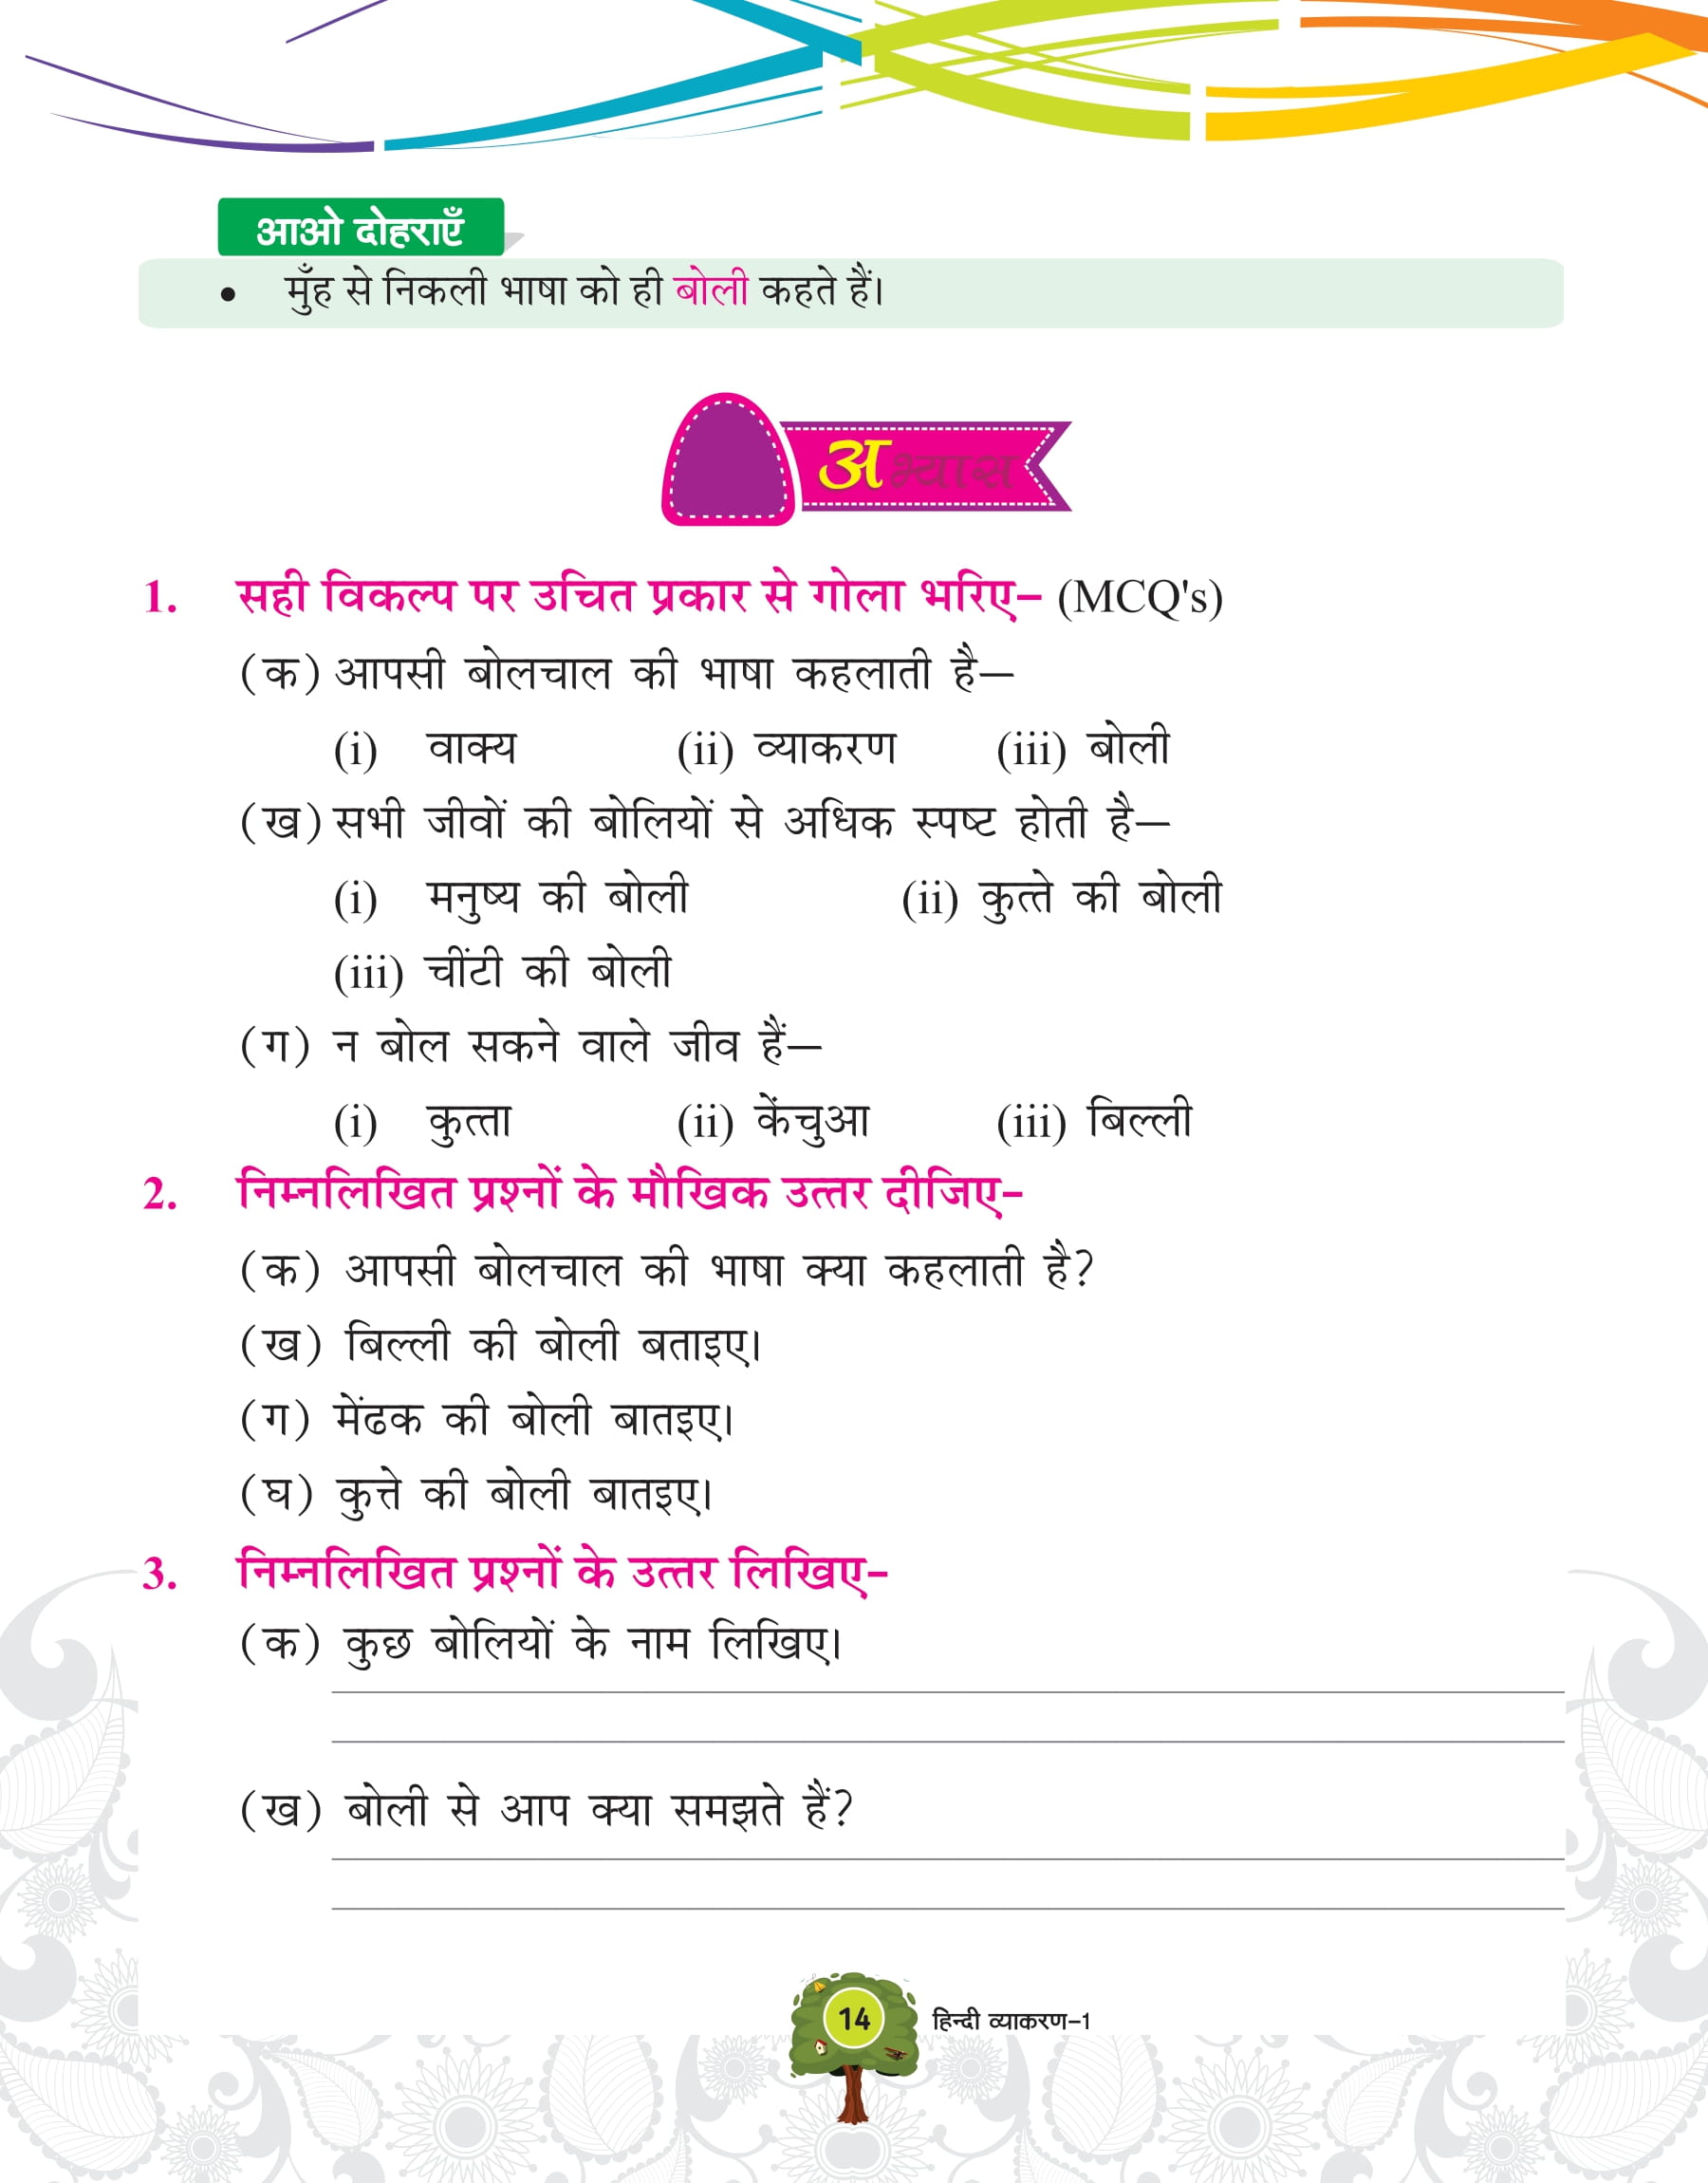 आओ दोहराएँ
• मुँह से निकली भाषा को ही बोली कहते हैं।
अभ्यास
1. सही विकल्प पर उचित प्रकार से गोला भरिए– (MCQ's)
(क) आपसी बोलचाल की भाषा कहलाती है—
(i) वाक्य (ii) व्याकरण (iii) बोली
(ख) सभी जीवों की बोलियों से अधिक स्पष्ट होती है—
(i) मनुष्य की बोली (ii) कुत्ते की बोली
(iii) चींटी की बोली
(ग) न बोल सकने वाले जीव हैं—
(i) कुत्ता (ii) केंचुआ (iii) बिल्ली
2. निम्नलिखित प्रश्नों के मौखिक उत्तर दीजिए–
(क) आपसी बोलचाल की भाषा क्या कहलाती है?
(ख) बिल्ली की बोली बताइए।
(ग) मेंढक की बोली बातइए।
(घ) कुत्ते की बोली बातइए।
3. निम्नलिखित प्रश्नों के उत्तर लिखिए–
(क) कुछ बोलियों के नाम लिखिए।
(ख) बोली से आप क्या समझते हैं?
14 हिन्दी व्याकरण–1